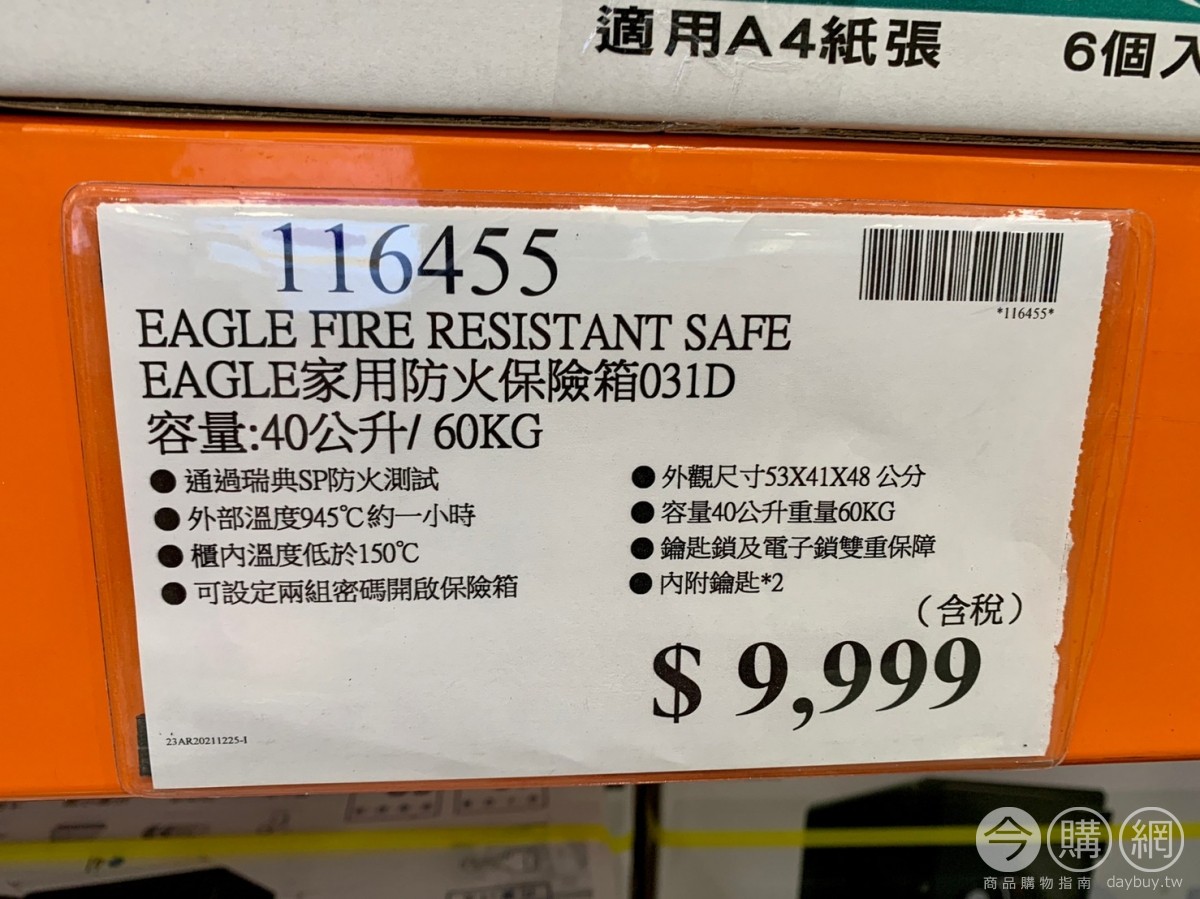 適用A4紙張
6個入
116455
*116455*
EAGLE FIRE RESISTANT SAFE
EAGLE家用防火保險箱031D
容量:40公升/ 60KG
● 通過瑞典SP防火測試
● 外部溫度945℃約一小時
● 櫃內溫度低於150℃
● 可設定兩組密碼開啟保險箱
● 外觀尺寸53X41X48 公分
● 容量40公升重量60KG
● 鑰匙鎖及電子鎖雙重保障
● 內附鑰匙*2
（含稅）
$ 9,999
23AR20211225-1
今購網
商品購物指南 daybuy.tw